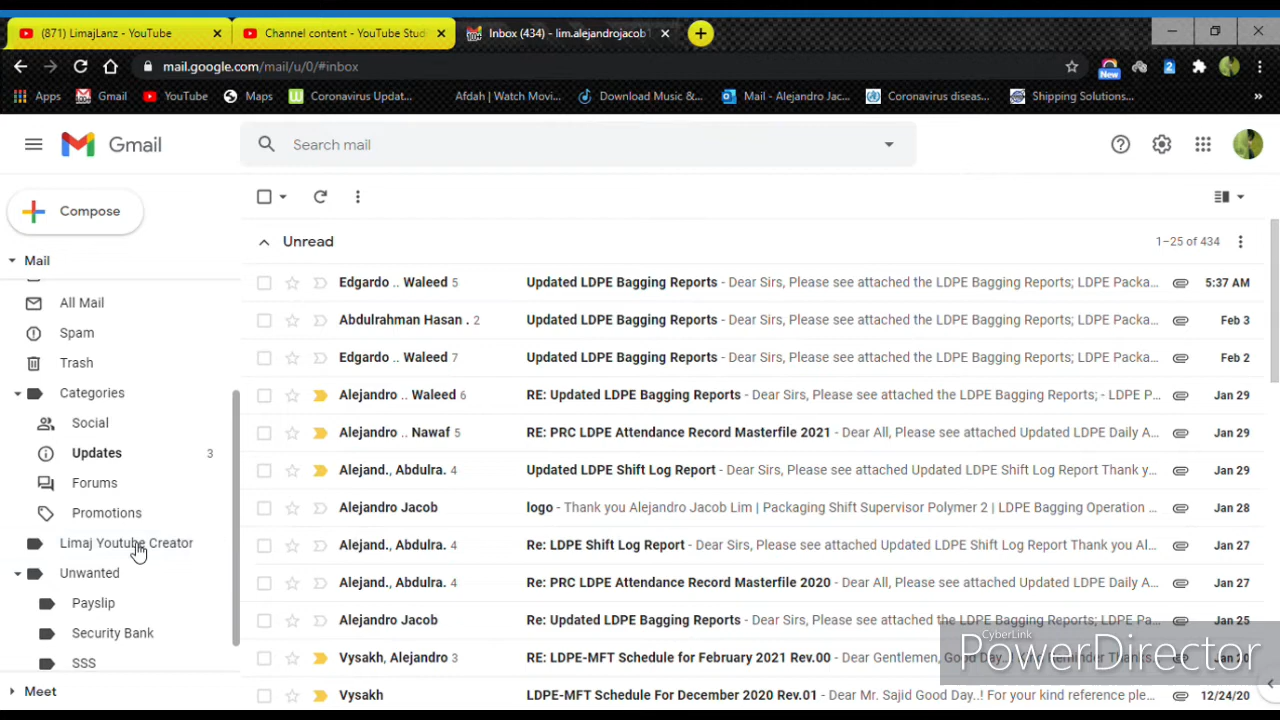 (871) LimajLanz - YouTube
Channel content - YouTube Stud
Inbox (434) - lim.alejandrojacob1
mail.google.com/mail/u/0/#inbox
New
2
Apps
Gmail
YouTube
Maps
Coronavirus Updat...
Afdah | Watch Movi...
Download Music &...
Mail - Alejandro Jac...
Coronavirus diseas...
Shipping Solutions...
»
Gmail
Search mail
Compose
Mail
All Mail
Spam
Trash
Categories
Social
Updates 3
Forums
Promotions
Limaj Youtube Creator
Unwanted
Payslip
Security Bank
SSS
Meet
Unread 1–25 of 434
Edgardo .. Waleed 5 Updated LDPE Bagging Reports - Dear Sirs, Please see attached the LDPE Bagging Reports; LDPE Packa... 5:37 AM
Abdulrahman Hasan . 2 Updated LDPE Bagging Reports - Dear Sirs, Please see attached the LDPE Bagging Reports; LDPE Packa... Feb 3
Edgardo .. Waleed 7 Updated LDPE Bagging Reports - Dear Sirs, Please see attached the LDPE Bagging Reports; LDPE Packa... Feb 2
Alejandro .. Waleed 6 RE: Updated LDPE Bagging Reports - Dear Sirs, Please see attached the LDPE Bagging Reports; - LDPE P... Jan 29
Alejandro .. Nawaf 5 RE: PRC LDPE Attendance Record Masterfile 2021 - Dear All, Please see attached Updated LDPE Daily A... Jan 29
Alejand., Abdulra. 4 Updated LDPE Shift Log Report - Dear Sirs, Please see attached Updated LDPE Shift Log Report Thank y... Jan 29
Alejandro Jacob logo - Thank you Alejandro Jacob Lim | Packaging Shift Supervisor Polymer 2 | LDPE Bagging Operation ... Jan 28
Alejand., Abdulra. 4 Re: LDPE Shift Log Report - Dear Sirs, Please see attached Updated LDPE Shift Log Report Thank you Al... Jan 27
Alejand., Abdulra. 4 Re: PRC LDPE Attendance Record Masterfile 2020 - Dear All, Please see attached Updated LDPE Daily A... Jan 27
Alejandro Jacob Re: Updated LDPE Bagging Reports - Dear Sirs, Please see attached the LDPE Bagging Reports; LDPE Pa... Jan 25
Vysakh, Alejandro 3 RE: LDPE-MFT Schedule for February 2021 Rev.00 - Dear Gentlemen, Good Day.. Reminder Thanks... Jan 20
Vysakh LDPE-MFT Schedule For December 2020 Rev.01 - Dear Mr. Sajid Good Day..! For your kind reference ple... 12/24/20
CyberLink
PowerDirector